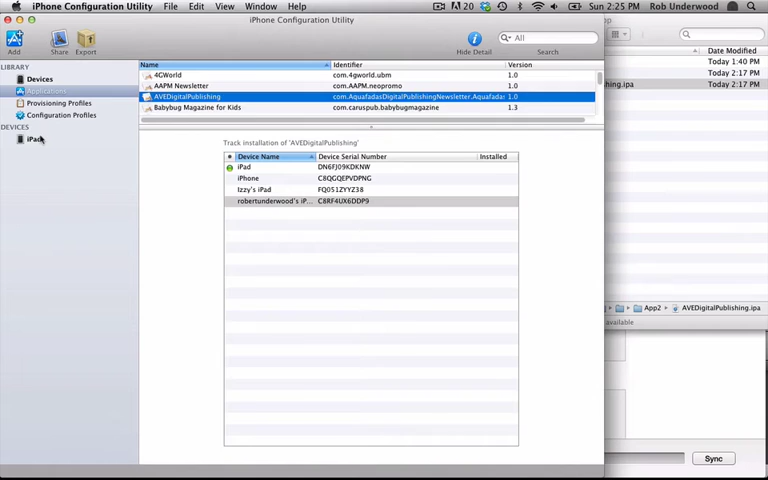 iPhone Configuration Utility File Edit View Window Help 20 Sun 2:25 PM Rob Underwood
iPhone Configuration Utility
Add Share Export Hide Detail All Search
LIBRARY
Devices
Applications
Provisioning Profiles
Configuration Profiles
DEVICES
iPad
Name Identifier Version
4GWorld com.4gworld.ubm 1.0
AAPM Newsletter com.AAPM.neopromo 1.0
AVEDigitalPublishing com.AquafadasDigitalPublishingNewsletter.Aquafadas 1.0
Babybug Magazine for Kids com.caruspub.babybugmagazine 1.3
Track installation of 'AVEDigitalPublishing'
Device Name Device Serial Number Installed
iPad DN6FJ09KDKNW
iPhone C8QGQEPVDPNG
Izzy's iPad FQ051ZYYZ38
robertunderwood's iP... C8RF4UX6DDP9
Date Modified
Today 1:40 PM
Today 2:17 PM
hing.ipa Today 2:17 PM
App2 AVEDigitalPublishing.ipa
available
Sync